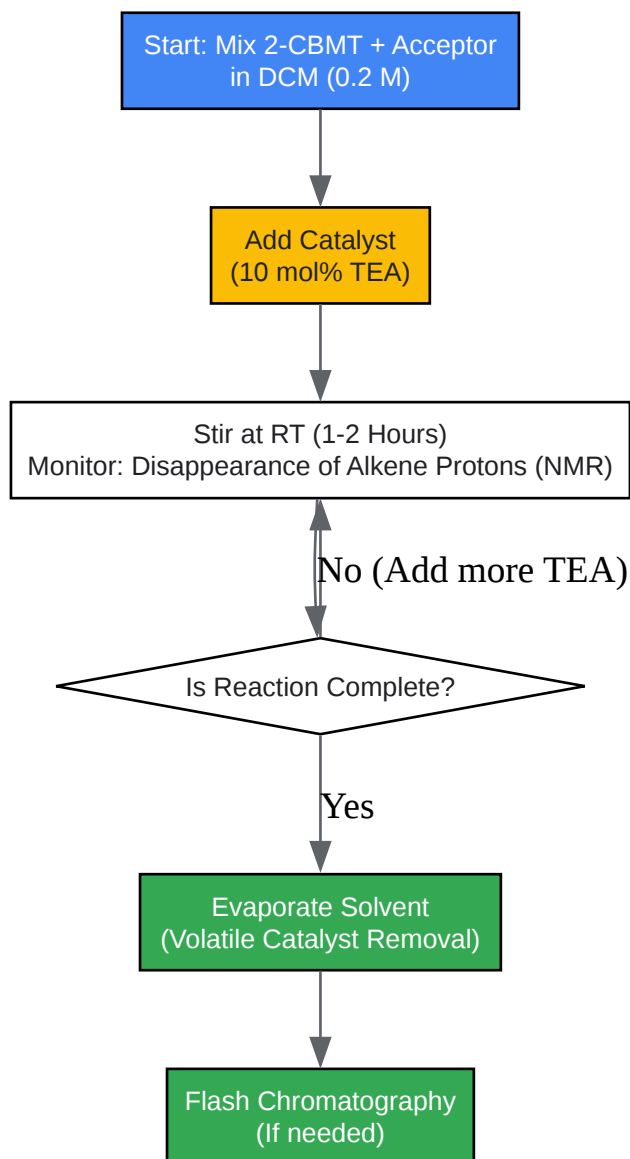 Start: Mix 2-CBMT + Acceptor
in DCM (0.2 M)
Add Catalyst
(10 mol% TEA)
Stir at RT (1-2 Hours)
Monitor: Disappearance of Alkene Protons (NMR)
No (Add more TEA)
Is Reaction Complete?
Yes
Evaporate Solvent
(Volatile Catalyst Removal)
Flash Chromatography
(If needed)